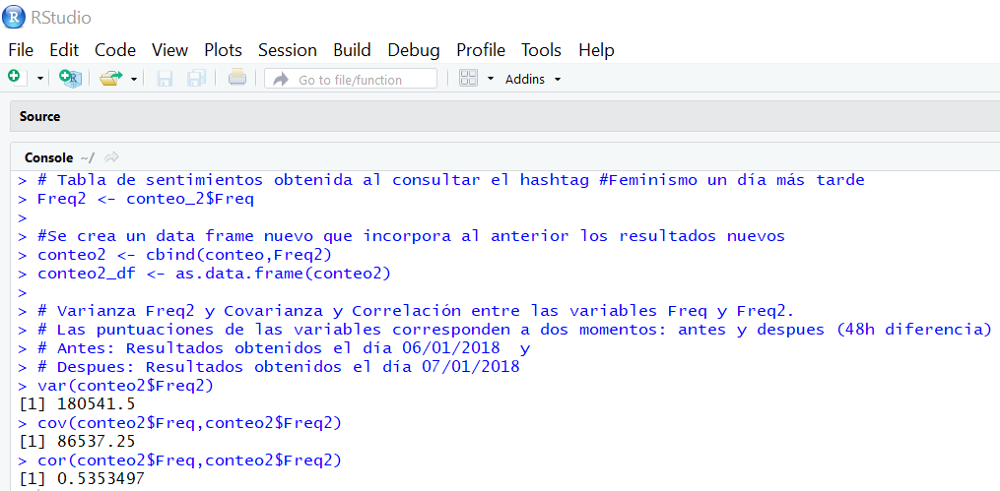 RStudio
File Edit Code View Plots Session Build Debug Profile Tools Help
Go to file/function Addins
Source
Console ~/
> # Tabla de sentimientos obtenida al consultar el hashtag #Feminismo un día más tarde
> Freq2 <- conteo_2$Freq
>
> #Se crea un data frame nuevo que incorpora al anterior los resultados nuevos
> conteo2 <- cbind(conteo,Freq2)
> conteo2_df <- as.data.frame(conteo2)
>
> # Varianza Freq2 y Covarianza y Correlación entre las variables Freq y Freq2.
> # Las puntuaciones de las variables corresponden a dos momentos: antes y despues (48h diferencia)
> # Antes: Resultados obtenidos el día 06/01/2018  y
> # Despues: Resultados obtenidos el día 07/01/2018
> var(conteo2$Freq2)
[1] 180541.5
> cov(conteo2$Freq,conteo2$Freq2)
[1] 86537.25
> cor(conteo2$Freq,conteo2$Freq2)
[1] 0.5353497